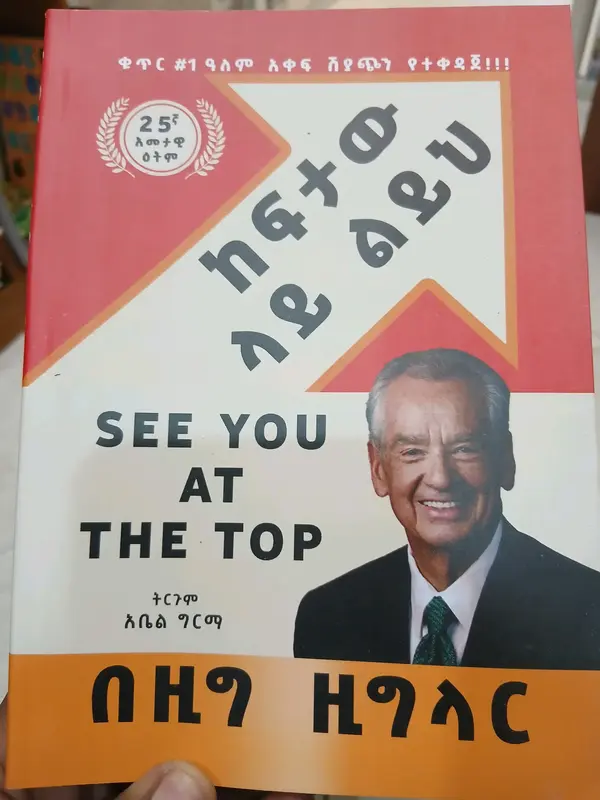 ቁጥር #1 ዓለም አቀፍ ሽያጭን የተቀዳጀ!!!
25ኛ
አመታዊ
ዕትም
ከፍታው
ላይ ልይህ
SEE YOU
AT
THE TOP
ትርጉም
አቤል ግርማ
በዚግ ዚግላር